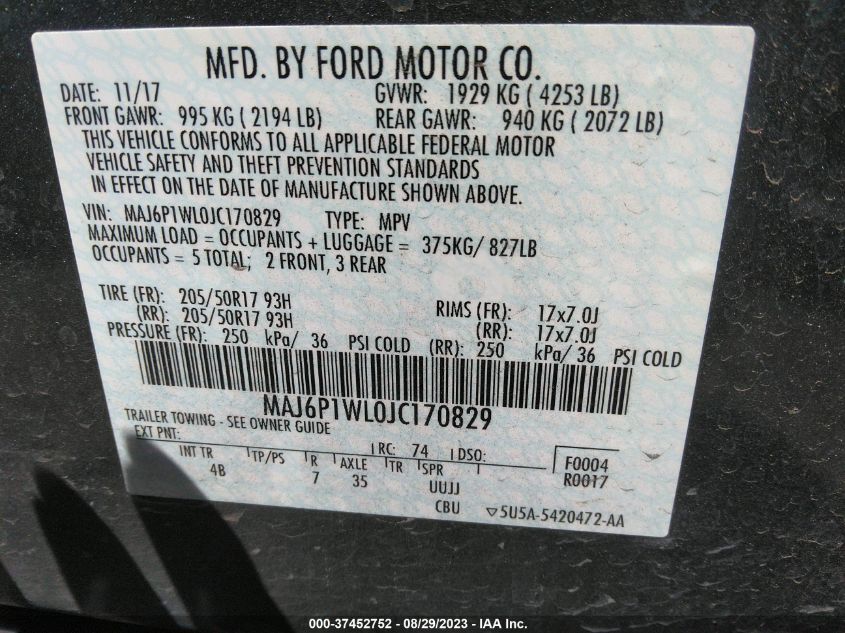 MFD. BY FORD MOTOR CO.
DATE: 11/17 GVWR: 1929 KG ( 4253 LB)
FRONT GAWR: 995 KG ( 2194 LB) REAR GAWR: 940 KG ( 2072 LB)
THIS VEHICLE CONFORMS TO ALL APPLICABLE FEDERAL MOTOR
VEHICLE SAFETY AND THEFT PREVENTION STANDARDS
IN EFFECT ON THE DATE OF MANUFACTURE SHOWN ABOVE.
VIN: MAJ6P1WL0JC170829 TYPE: MPV
MAXIMUM LOAD = OCCUPANTS + LUGGAGE = 375KG/ 827LB
OCCUPANTS = 5 TOTAL; 2 FRONT, 3 REAR
TIRE (FR): 205/50R17 93H RIMS (FR): 17x7.0J
(RR): 205/50R17 93H (RR): 17x7.0J
PRESSURE (FR): 250 kPa/ 36 PSI COLD (RR): 250 kPa/ 36 PSI COLD
MAJ6P1WL0JC170829
TRAILER TOWING - SEE OWNER GUIDE
EXT PNT: RC: 74 DSO: F0004
R0017
INT TR TP/PS R AXLE TR SPR
4B 7 35 UUJJ
CBU ▽5U5A-5420472-AA
000-37452752 - 08/29/2023 - IAA Inc.